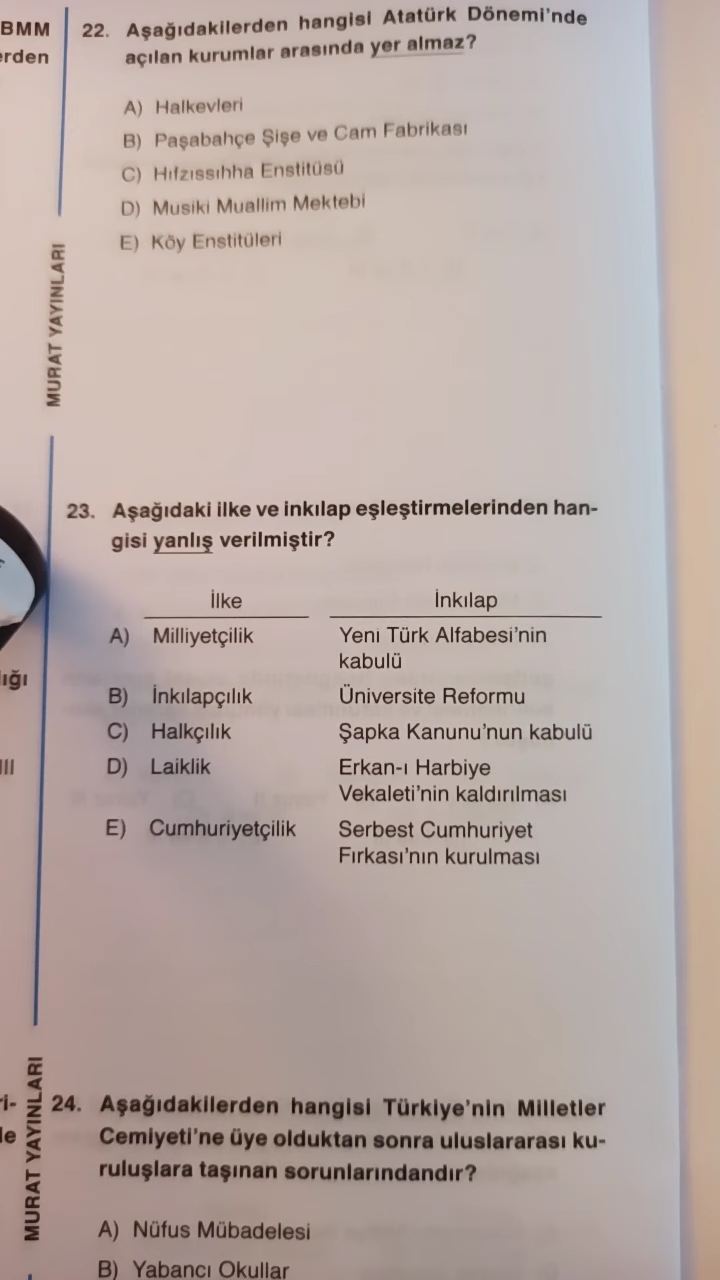 BMM
erden
22. Aşağıdakilerden hangisi Atatürk Dönemi'nde
açılan kurumlar arasında yer almaz?
A) Halkevleri
B) Paşabahçe Şişe ve Cam Fabrikası
C) Hıfzıssıhha Enstitüsü
D) Musiki Muallim Mektebi
E) Köy Enstitüleri
MURAT YAYINLARI
23. Aşağıdaki ilke ve inkılap eşleştirmelerinden han-
gisi yanlış verilmiştir?
İlke İnkılap
A) Milliyetçilik Yeni Türk Alfabesi'nin
kabulü
B) İnkılapçılık Üniversite Reformu
C) Halkçılık Şapka Kanunu'nun kabulü
D) Laiklik Erkan-ı Harbiye
Vekaleti'nin kaldırılması
E) Cumhuriyetçilik Serbest Cumhuriyet
Fırkası'nın kurulması
lığı
III
MURAT YAYINLARI
ri-
le
24. Aşağıdakilerden hangisi Türkiye'nin Milletler
Cemiyeti'ne üye olduktan sonra uluslararası ku-
ruluşlara taşınan sorunlarındandır?
A) Nüfus Mübadelesi
B) Yabancı Okullar